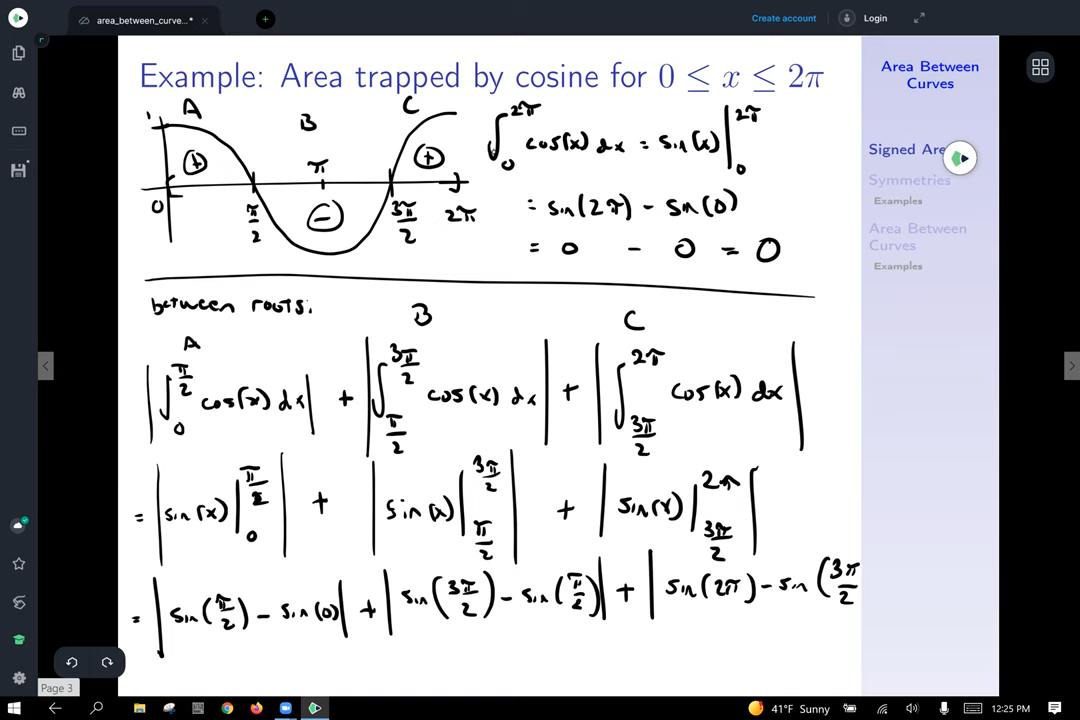 area_between_curve...*
Create account
Login
Example: Area trapped by cosine for 0 ≤ x ≤ 2π
Area Between
Curves
Signed Are
Symmetries
Examples
Area Between
Curves
Examples
A B C
1
+ − +
0 π/2 π 3π/2 2π
∫₀^2π cos(x) dx = sin(x) |₀^2π
= sin(2π) − sin(0)
= 0 − 0 = 0
between roots:
A B C
|∫₀^π/2 cos(x) dx| + |∫_π/2^3π/2 cos(x) dx| + |∫_3π/2^2π cos(x) dx|
= |sin(x) |₀^π/2| + |sin(x) |_π/2^3π/2| + |sin(x) |_3π/2^2π|
= |sin(π/2) − sin(0)| + |sin(3π/2) − sin(π/2)| + |sin(2π) − sin(3π/2
Page 3
41°F Sunny
12:25 PM